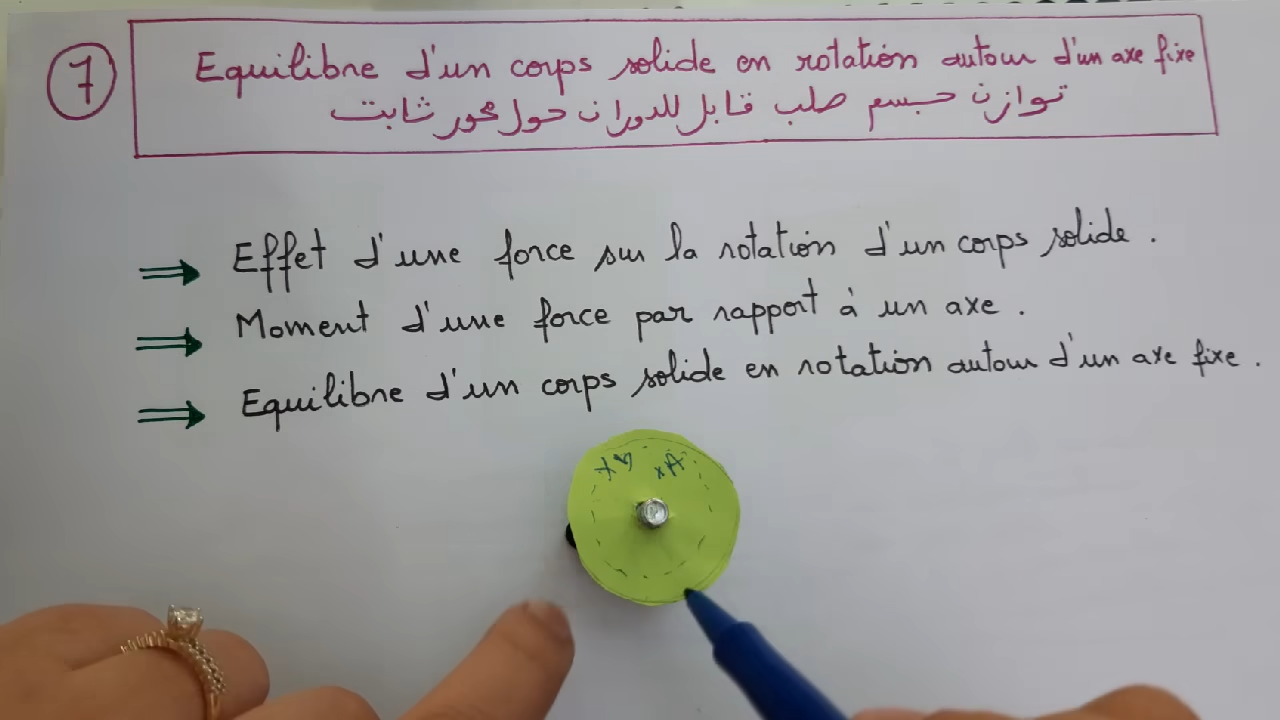 7
Equilibre d'un corps solide en rotation autour d'un axe fixe
توازن جسم صلب قابل للدوران حول محور ثابت
⇒ Effet d'une force sur la rotation d'un corps solide.
⇒ Moment d'une force par rapport à un axe.
⇒ Equilibre d'un corps solide en rotation autour d'un axe fixe.